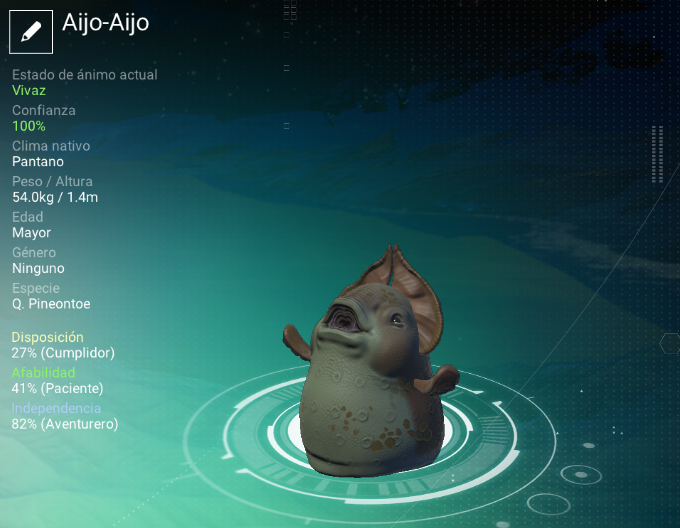 Aijo-Aijo
Estado de ánimo actual
Vivaz
Confianza
100%
Clima nativo
Pantano
Peso / Altura
54.0kg / 1.4m
Edad
Mayor
Género
Ninguno
Especie
Q. Pineontoe
Disposición
27% (Cumplidor)
Afabilidad
41% (Paciente)
Independencia
82% (Aventurero)